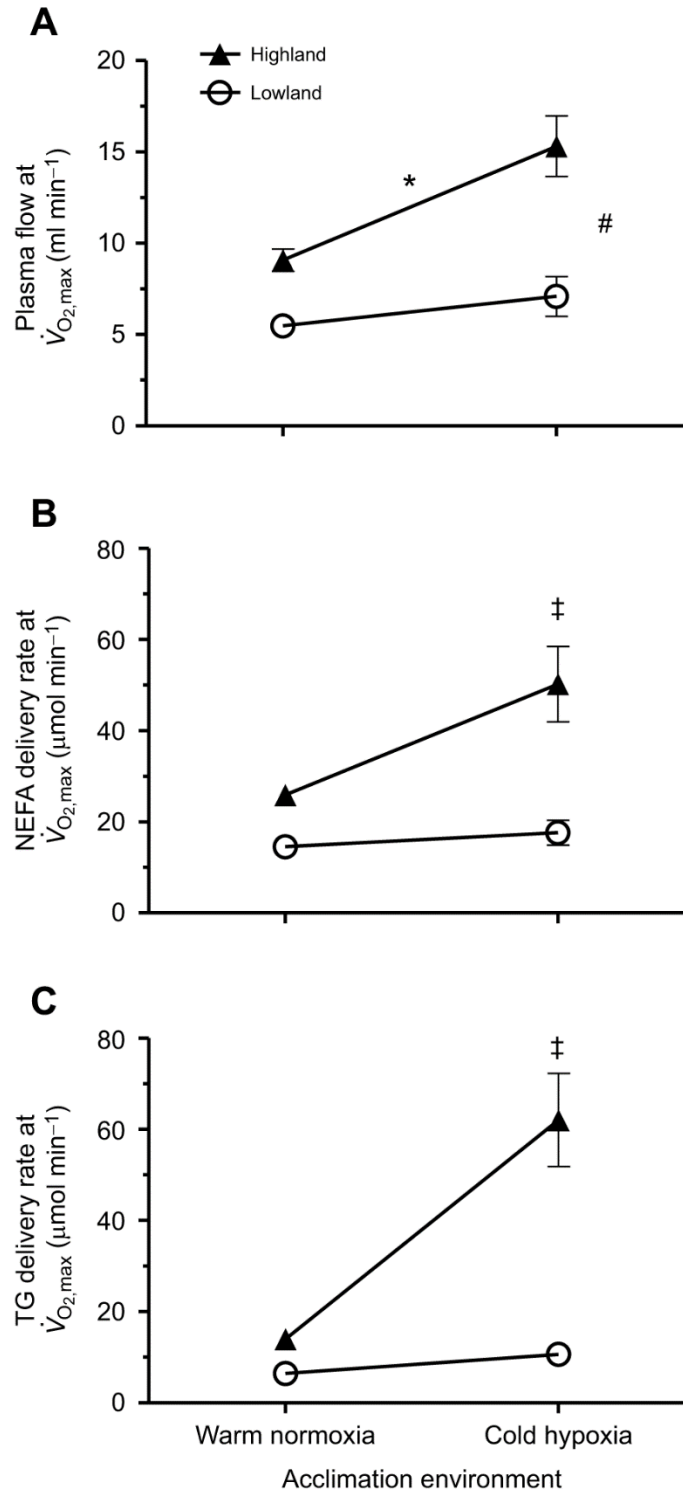 A
Highland
Lowland
Plasma flow at
V̇O2,max (ml min−1)
20
15
10
5
0
*
#
B
NEFA delivery rate at
V̇O2,max (μmol min−1)
80
60
40
20
0
‡
C
TG delivery rate at
V̇O2,max (μmol min−1)
80
60
40
20
0
‡
Warm normoxia Cold hypoxia
Acclimation environment